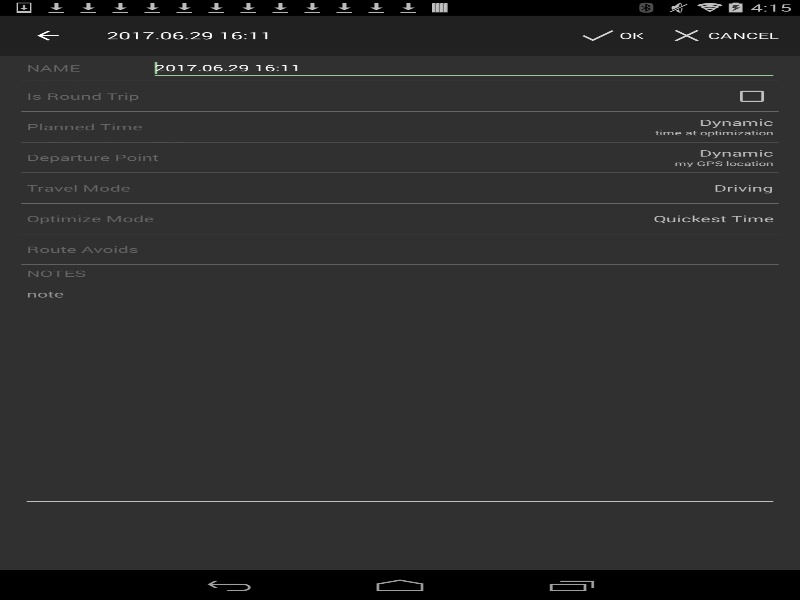 4:15
2017.06.29 16:11
OK
CANCEL
NAME
2017.06.29 16:11
Is Round Trip
Planned Time
Dynamic
time at optimization
Departure Point
Dynamic
my GPS location
Travel Mode
Driving
Optimize Mode
Quickest Time
Route Avoids
NOTES
note